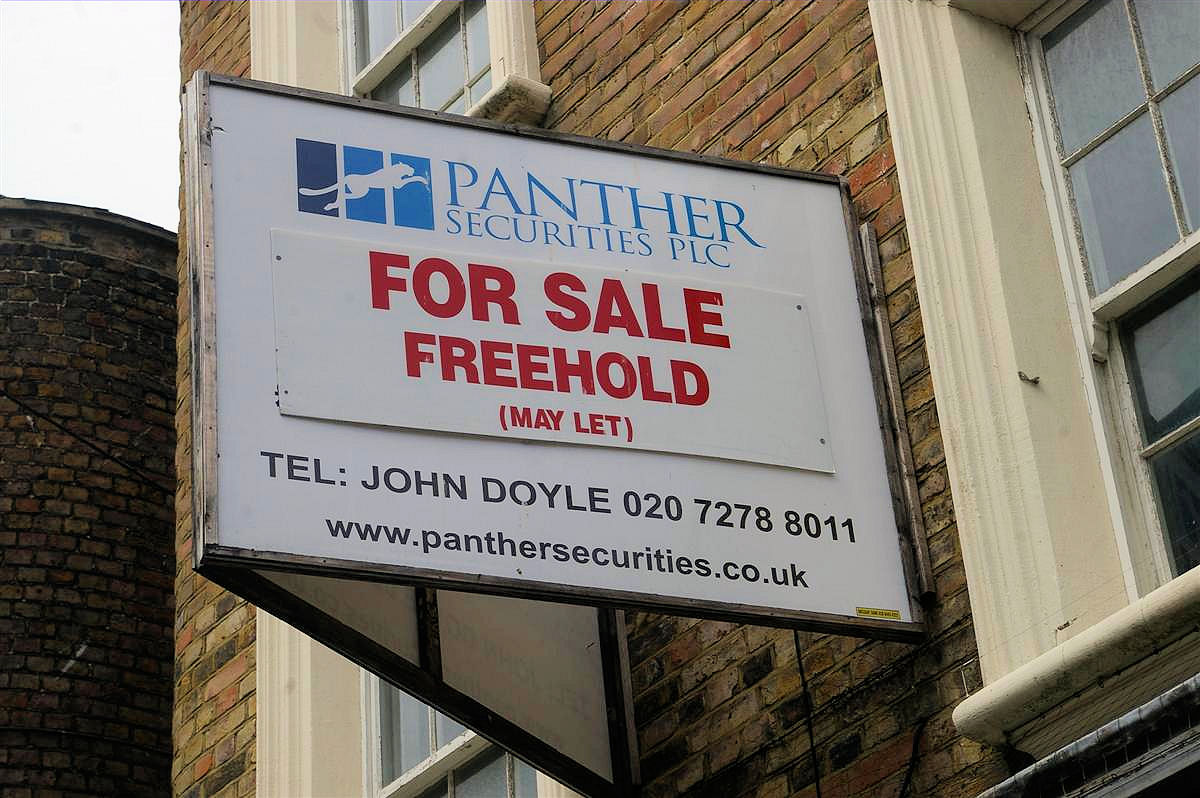 PANTHER
SECURITIES PLC
FOR SALE
FREEHOLD
(MAY LET)
TEL: JOHN DOYLE 020 7278 8011
www.panthersecurities.co.uk